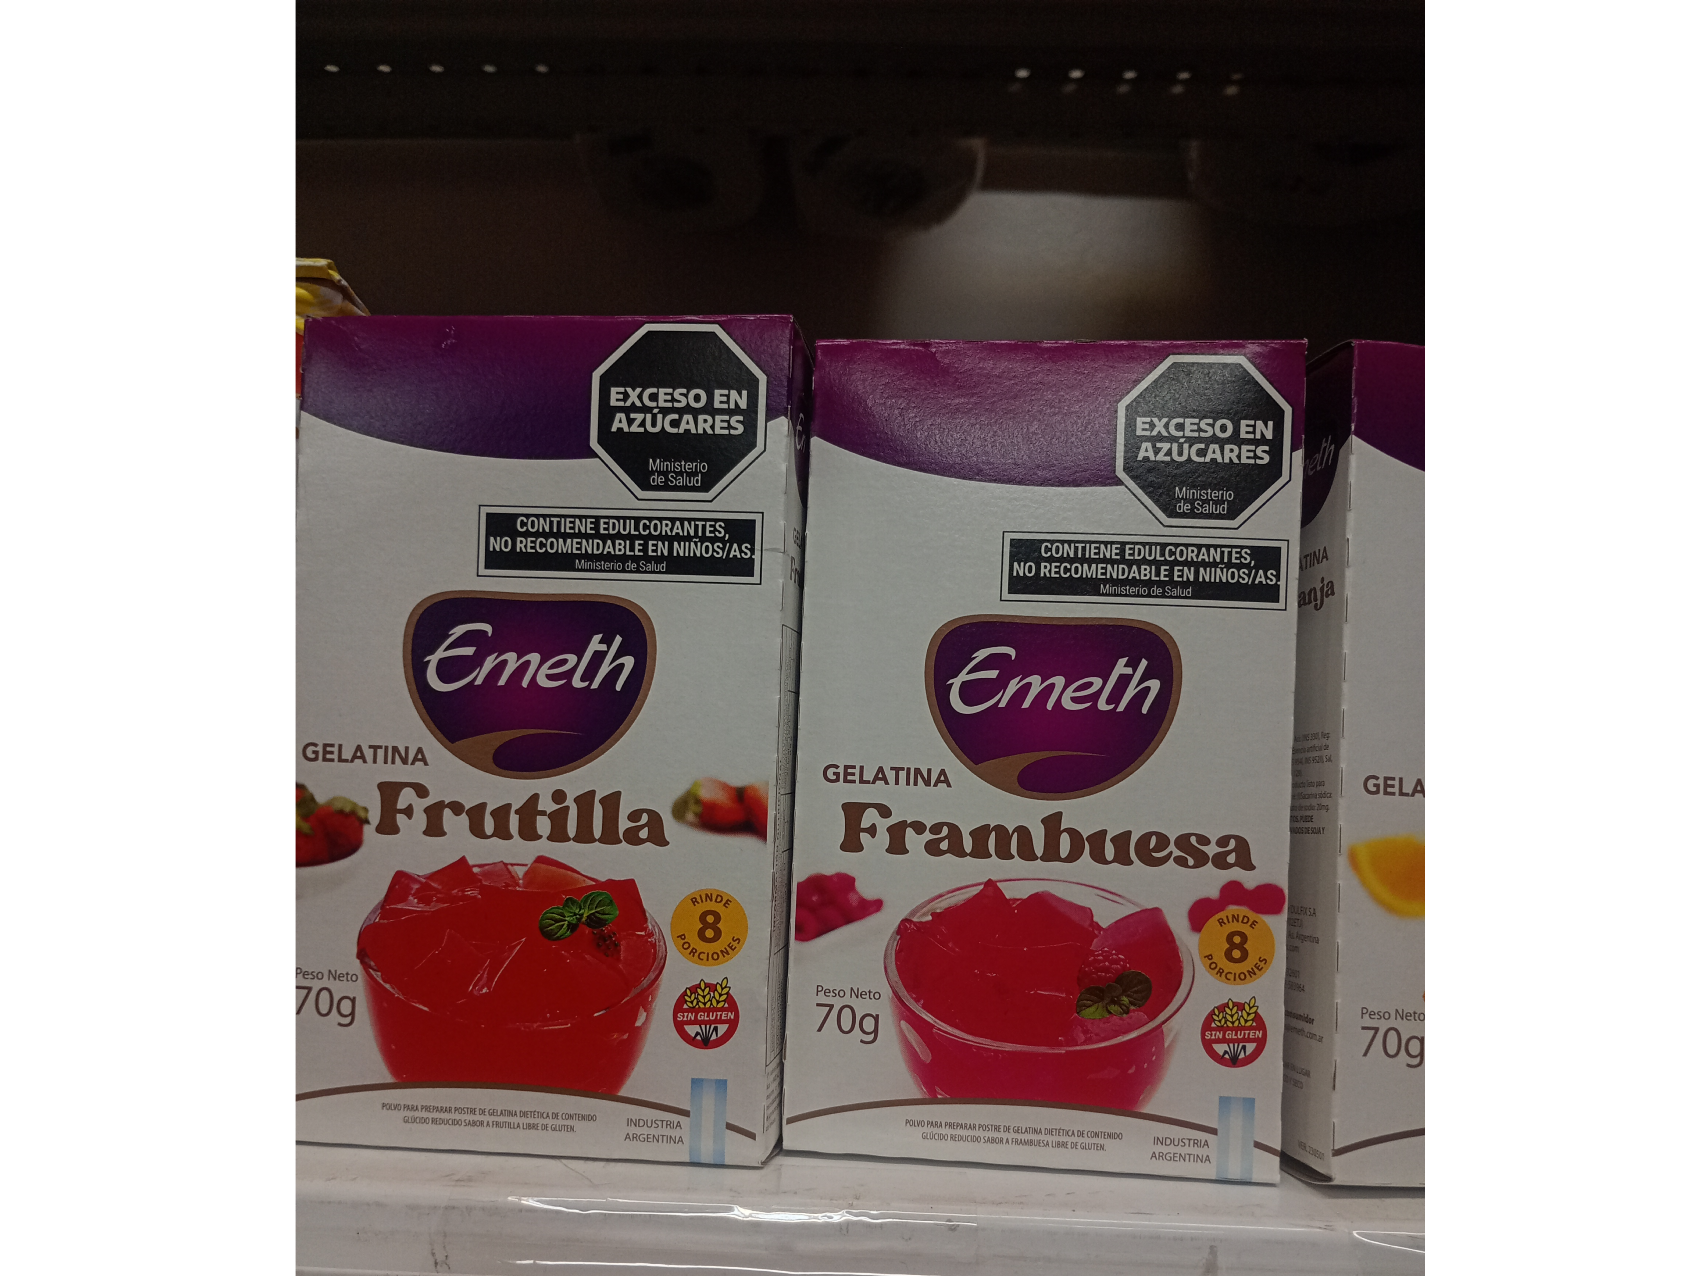 EXCESO EN
AZÚCARES
Ministerio
de Salud
CONTIENE EDULCORANTES,
NO RECOMENDABLE EN NIÑOS/AS.
Ministerio de Salud
Emeth
GELATINA
Frutilla
RINDE
8
PORCIONES
Peso Neto
70g
SIN GLUTEN
POLVO PARA PREPARAR POSTRE DE GELATINA DIETÉTICA DE CONTENIDO
GLÚCIDO REDUCIDO SABOR A FRUTILLA LIBRE DE GLUTEN.
INDUSTRIA
ARGENTINA
EXCESO EN
AZÚCARES
Ministerio
de Salud
CONTIENE EDULCORANTES,
NO RECOMENDABLE EN NIÑOS/AS.
Ministerio de Salud
Emeth
GELATINA
Frambuesa
RINDE
8
PORCIONES
Peso Neto
70g
SIN GLUTEN
POLVO PARA PREPARAR POSTRE DE GELATINA DIETÉTICA DE CONTENIDO
GLÚCIDO REDUCIDO SABOR A FRAMBUESA LIBRE DE GLUTEN.
INDUSTRIA
ARGENTINA
eth
TINA
anja
GELA
Peso Neto
70g